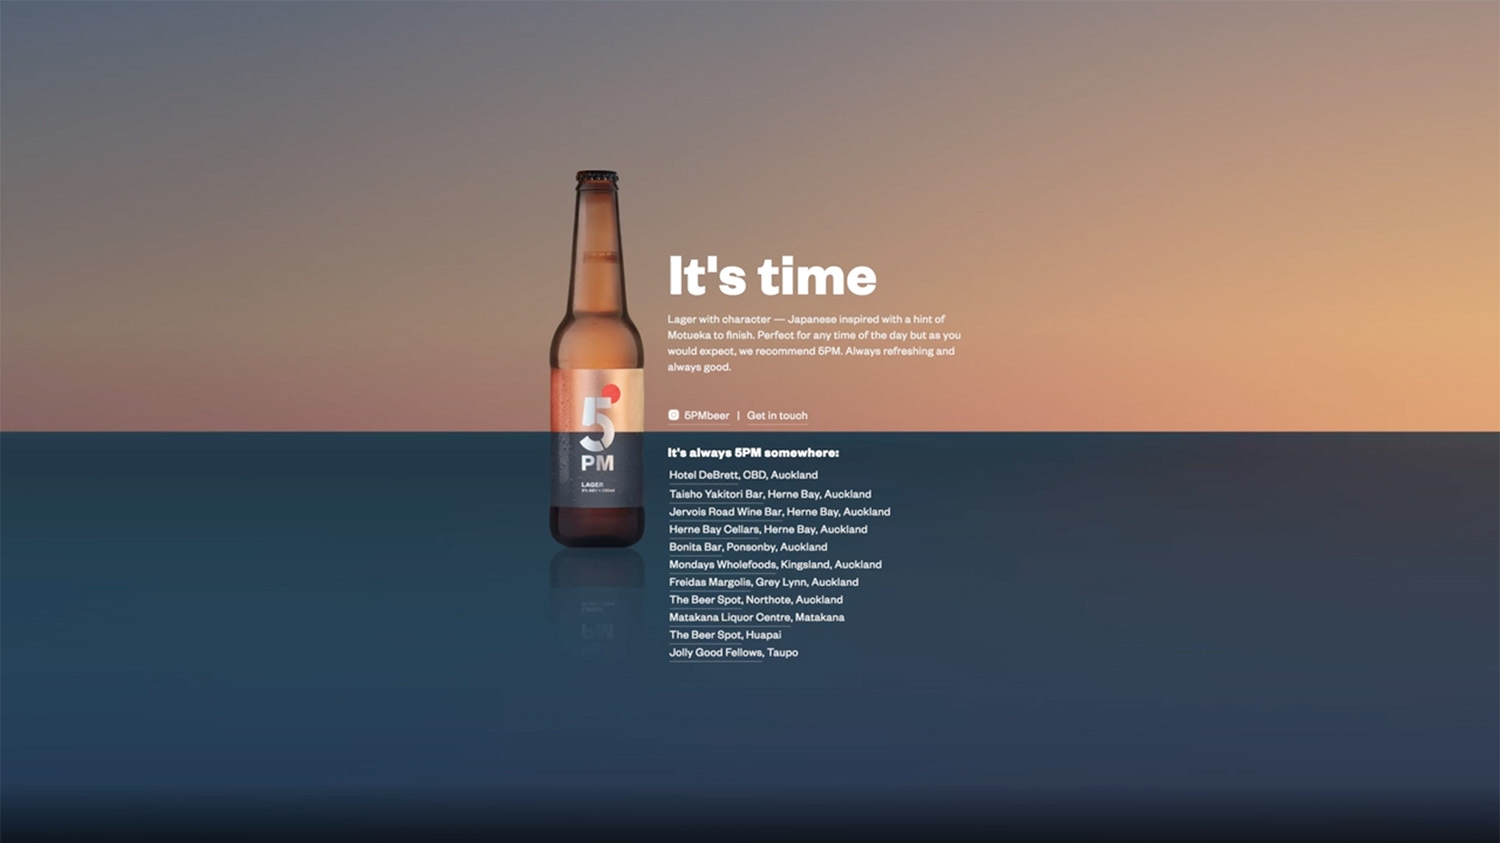 It's time
Lager with character — Japanese inspired with a hint of
Motueka to finish. Perfect for any time of the day but as you
would expect, we recommend 5PM. Always refreshing and
always good.
5PMbeer | Get in touch
5
PM
LAGER
It's always 5PM somewhere:
Hotel DeBrett, CBD, Auckland
Taisho Yakitori Bar, Herne Bay, Auckland
Jervois Road Wine Bar, Herne Bay, Auckland
Herne Bay Cellars, Herne Bay, Auckland
Bonita Bar, Ponsonby, Auckland
Mondays Wholefoods, Kingsland, Auckland
Freidas Margolis, Grey Lynn, Auckland
The Beer Spot, Northote, Auckland
Matakana Liquor Centre, Matakana
The Beer Spot, Huapai
Jolly Good Fellows, Taupo